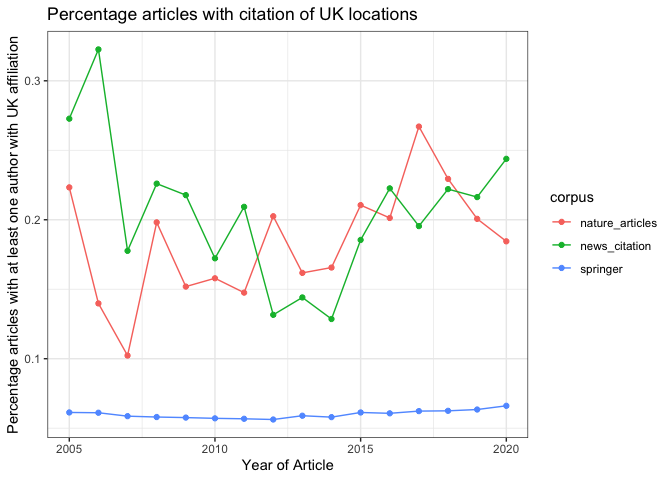 Percentage articles with citation of UK locations
Percentage articles with at least one author with UK affiliation
0.3
0.2
0.1
2005
2010
2015
2020
Year of Article
corpus
nature_articles
news_citation
springer